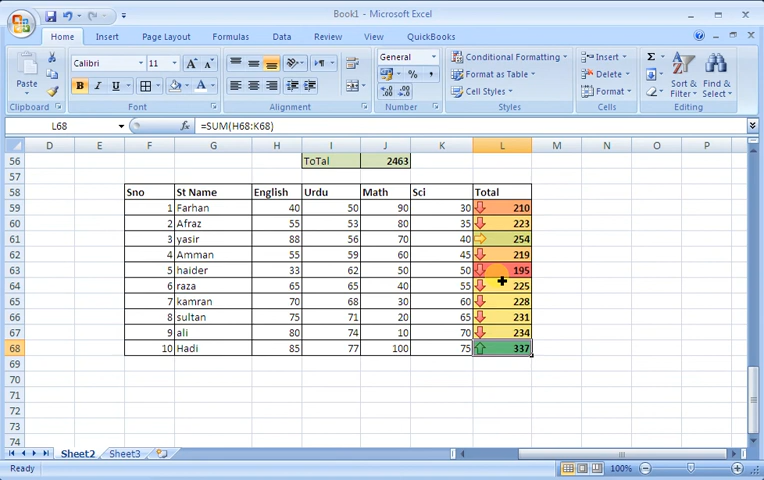 Book1 - Microsoft Excel
Home Insert Page Layout Formulas Data Review View QuickBooks
Paste
Clipboard
Calibri 11
B I U
Font
Alignment
General
%
Number
Conditional Formatting
Format as Table
Cell Styles
Styles
Insert
Delete
Format
Cells
Σ
Sort & Filter
Find & Select
Editing
L68 fx =SUM(H68:K68)
D E F G H I J K L M N O P
56 ToTal 2463
57
58 Sno St Name English Urdu Math Sci Total
59 1 Farhan 40 50 90 30 210
60 2 Afraz 55 53 80 35 223
61 3 yasir 88 56 70 40 254
62 4 Amman 55 59 60 45 219
63 5 haider 33 62 50 50 195
64 6 raza 65 65 40 55 225
65 7 kamran 70 68 30 60 228
66 8 sultan 75 71 20 65 231
67 9 ali 80 74 10 70 234
68 10 Hadi 85 77 100 75 337
69
70
71
72
73
74
Sheet2 Sheet3
Ready 100%